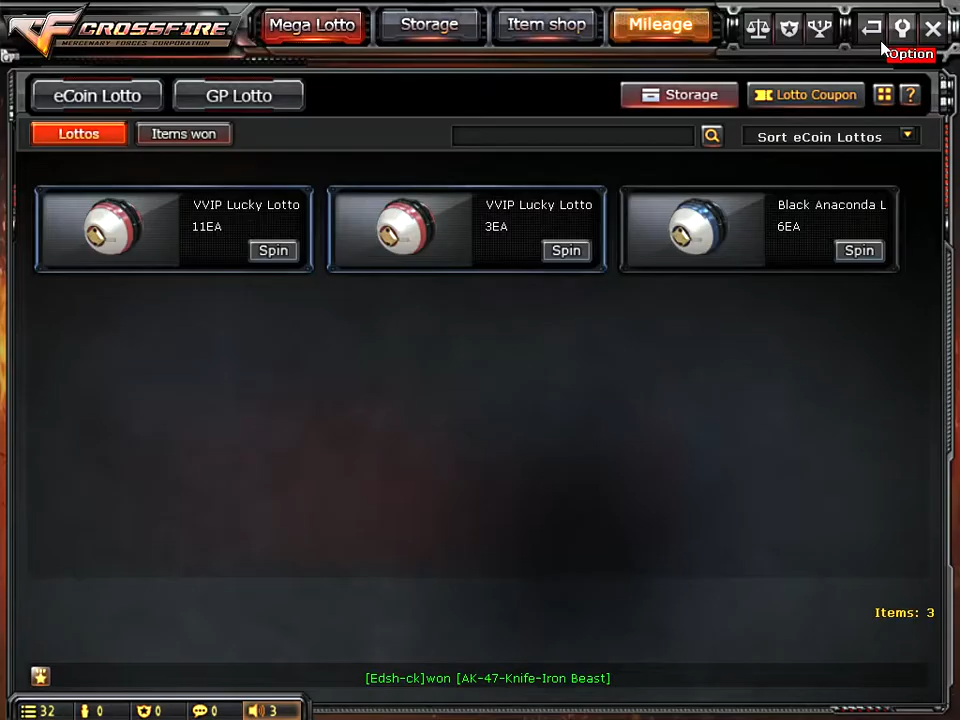 CROSSFIRE
MERCENARY FORCES CORPORATION
Mega Lotto
Storage
Item shop
Mileage
Option
eCoin Lotto
GP Lotto
Storage
Lotto Coupon
?
Lottos
Items won
Sort eCoin Lottos
VVIP Lucky Lotto
11EA
Spin
VVIP Lucky Lotto
3EA
Spin
Black Anaconda L
6EA
Spin
Items: 3
[Edsh-ck]won [AK-47-Knife-Iron Beast]
32
0
0
0
3